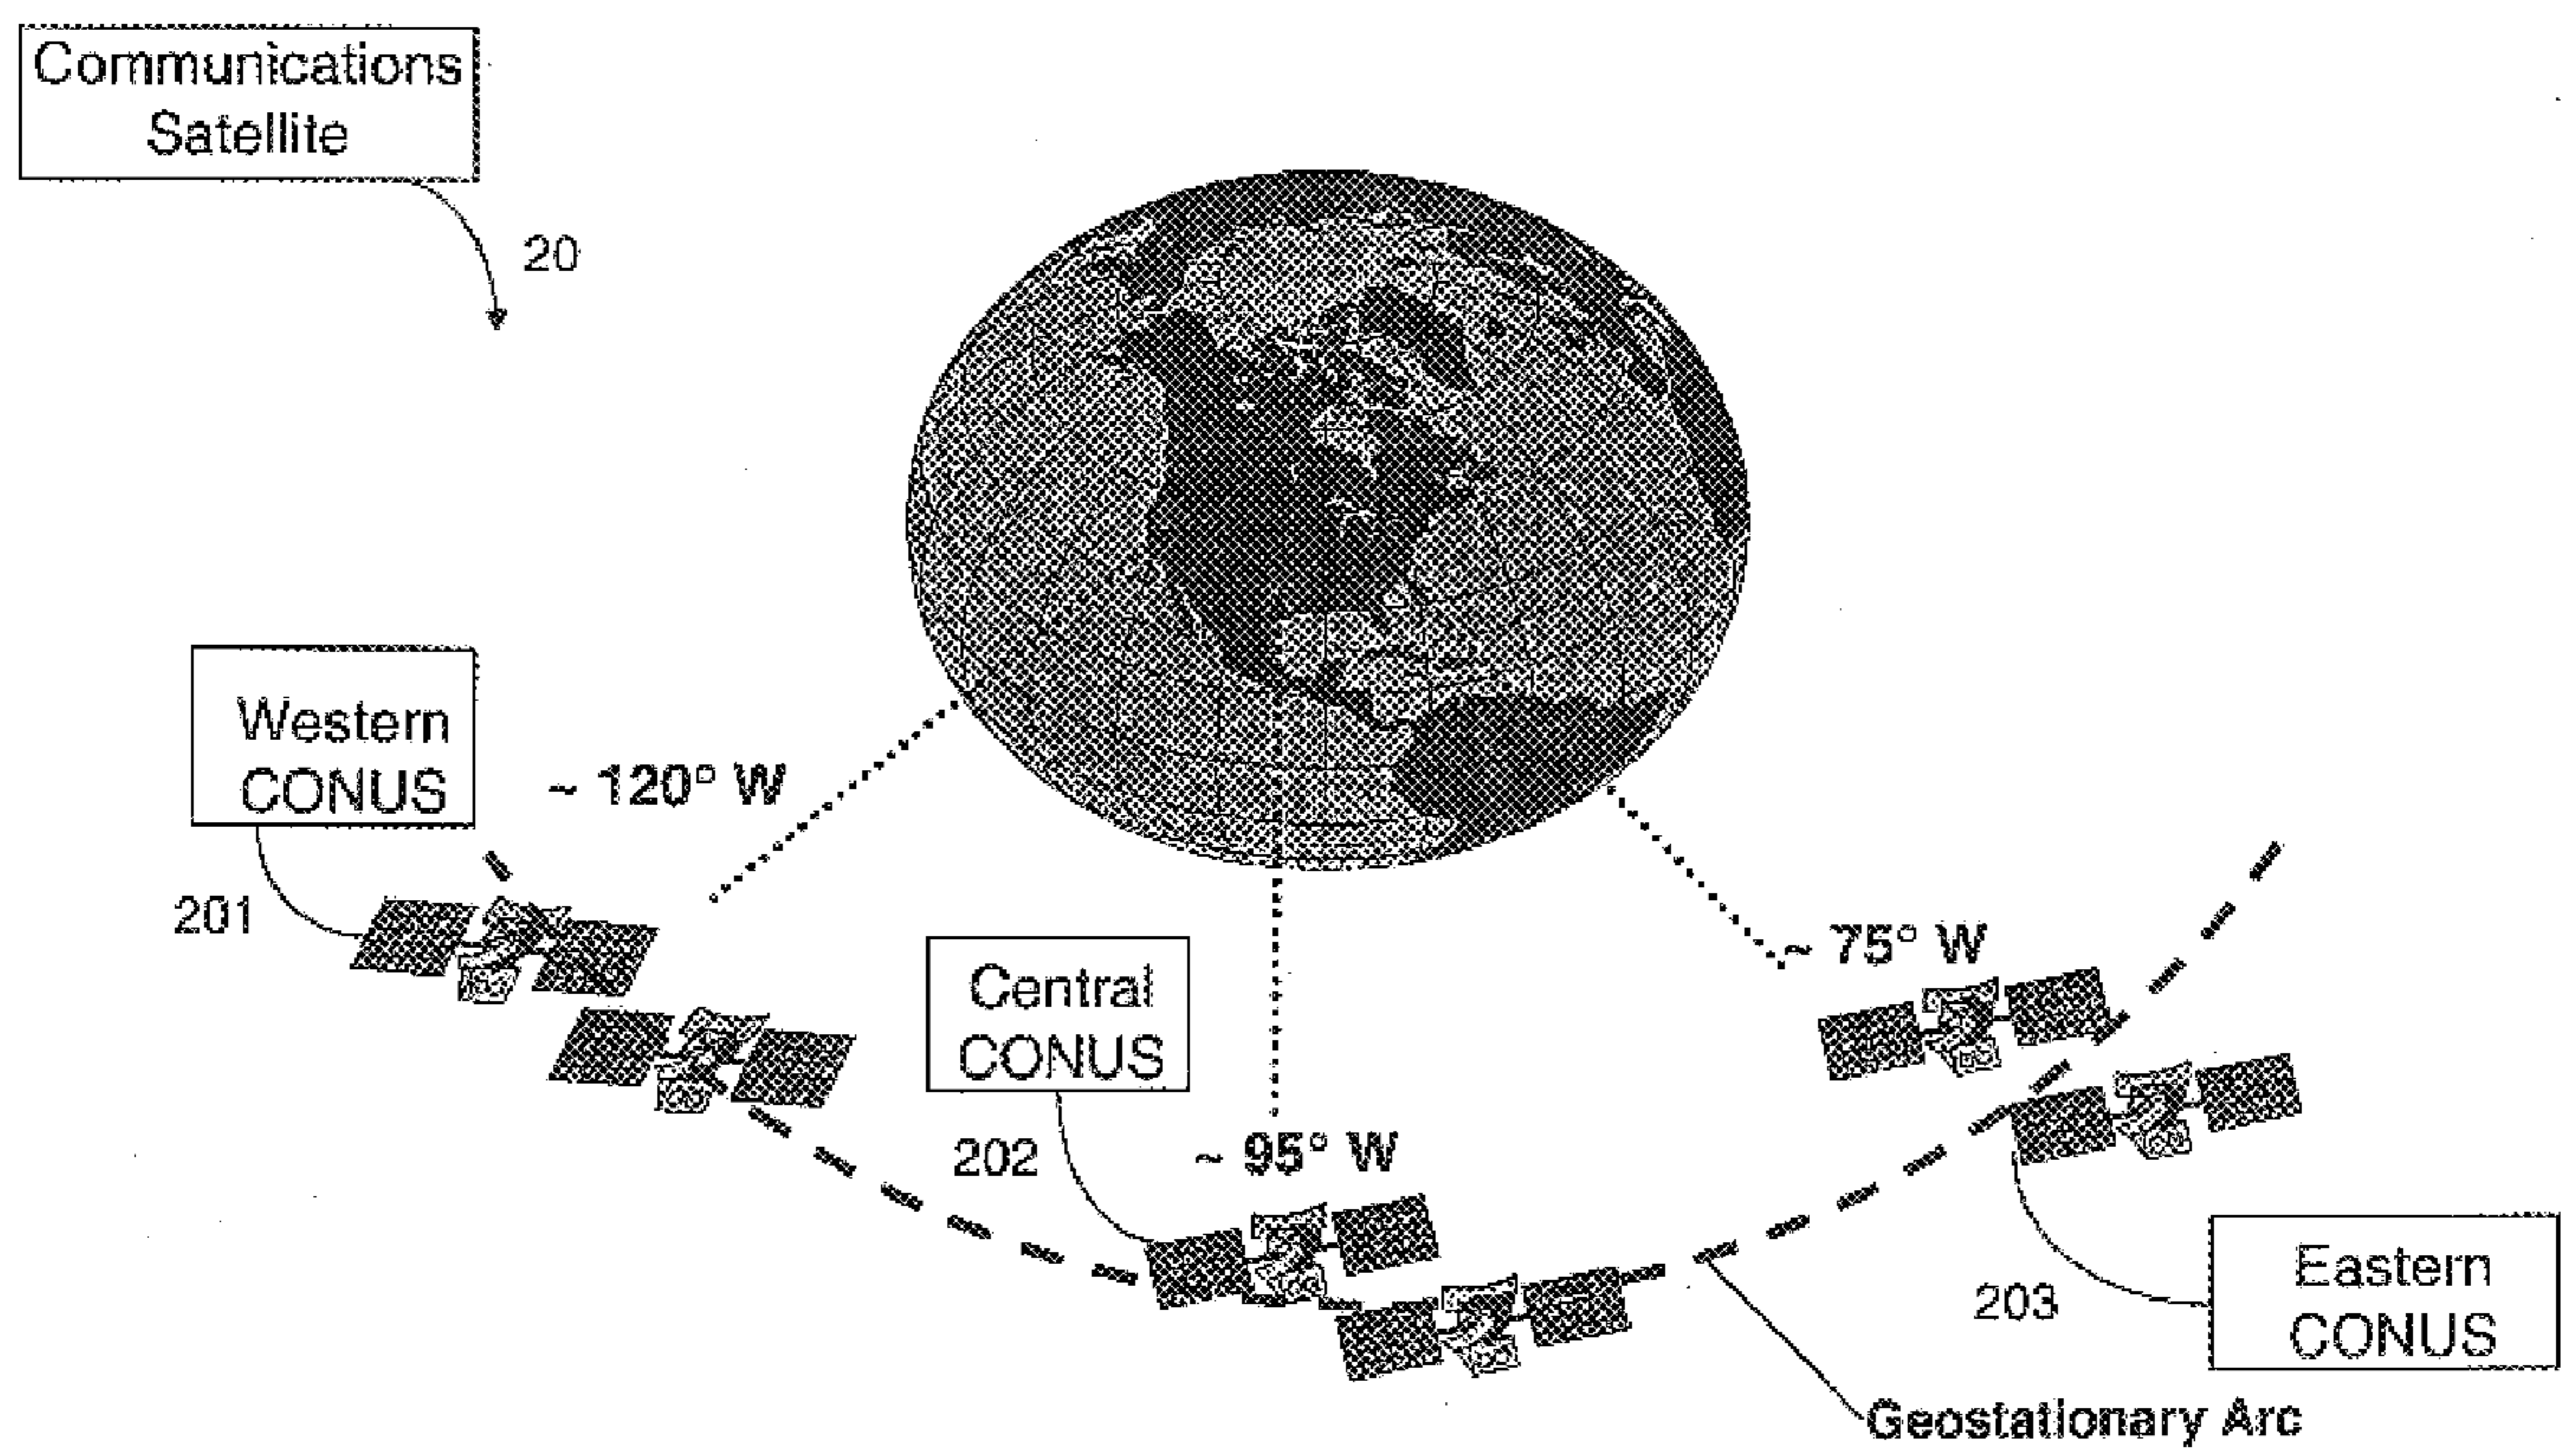 Communications
Satellite
20
Western
CONUS
~ 120° W
201
Central
CONUS
~ 75° W
202
~ 95° W
Eastern
CONUS
203
Geostationary Arc